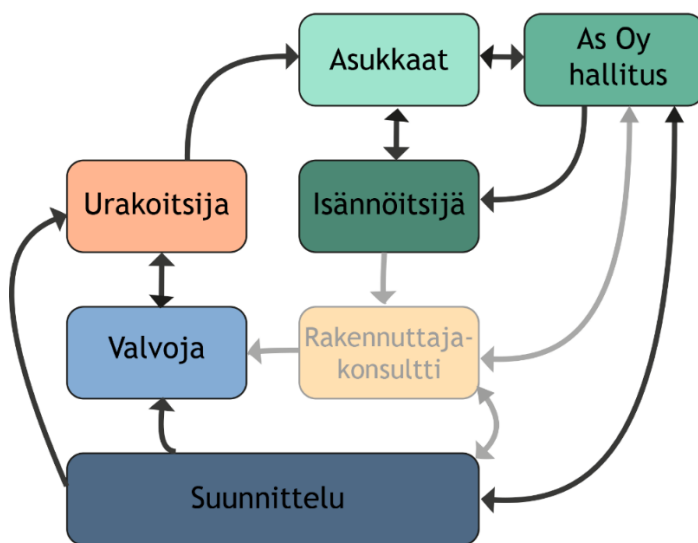 Asukkaat
As Oy
hallitus
Urakoitsija
Isännöitsijä
Valvoja
Rakennuttaja-
konsultti
Suunnittelu